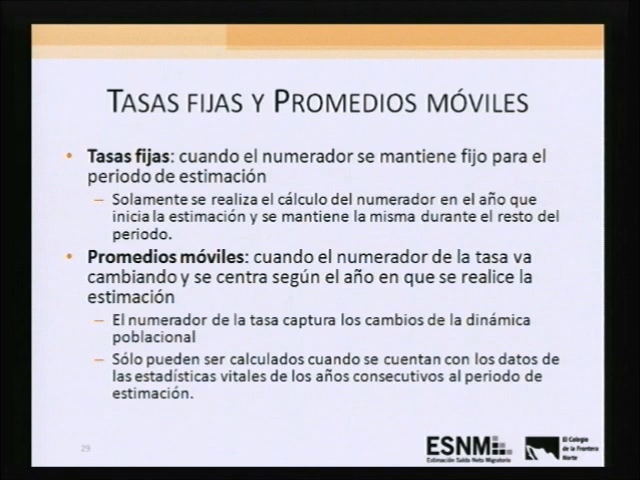 TASAS FIJAS Y PROMEDIOS MÓVILES
• Tasas fijas: cuando el numerador se mantiene fijo para el
periodo de estimación
– Solamente se realiza el cálculo del numerador en el año que
inicia la estimación y se mantiene la misma durante el resto del
periodo.
• Promedios móviles: cuando el numerador de la tasa va
cambiando y se centra según el año en que se realice la
estimación
– El numerador de la tasa captura los cambios de la dinámica
poblacional
– Sólo pueden ser calculados cuando se cuentan con los datos de
las estadísticas vitales de los años consecutivos al periodo de
estimación.
29
ESNM
Estimación Saldo Neto Migratorio
El Colegio
de la Frontera
Norte